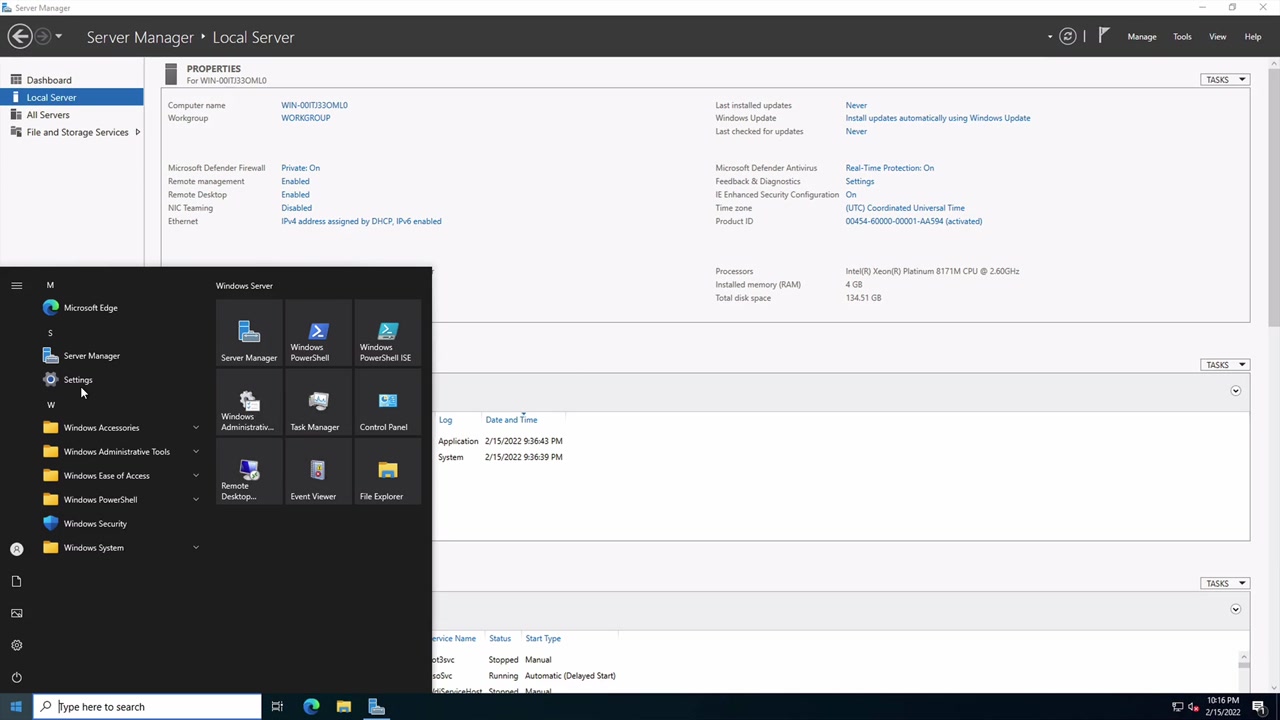 Server Manager
Server Manager ‣ Local Server
Manage Tools View Help
Dashboard
Local Server
All Servers
File and Storage Services
PROPERTIES
For WIN-00ITJ33OML0
TASKS
Computer name WIN-00ITJ33OML0
Workgroup WORKGROUP
Last installed updates Never
Windows Update Install updates automatically using Windows Update
Last checked for updates Never
Microsoft Defender Firewall Private: On
Remote management Enabled
Remote Desktop Enabled
NIC Teaming Disabled
Ethernet IPv4 address assigned by DHCP, IPv6 enabled
Microsoft Defender Antivirus Real-Time Protection: On
Feedback & Diagnostics Settings
IE Enhanced Security Configuration On
Time zone (UTC) Coordinated Universal Time
Product ID 00454-60000-00001-AA594 (activated)
Processors Intel(R) Xeon(R) Platinum 8171M CPU @ 2.60GHz
Installed memory (RAM) 4 GB
Total disk space 134.51 GB
M
Microsoft Edge
S
Server Manager
Settings
W
Windows Accessories
Windows Administrative Tools
Windows Ease of Access
Windows PowerShell
Windows Security
Windows System
Windows Server
Server Manager
Windows PowerShell
Windows PowerShell ISE
Windows Administrativ...
Task Manager
Control Panel
Remote Desktop...
Event Viewer
File Explorer
TASKS
Log Date and Time
Application 2/15/2022 9:36:43 PM
System 2/15/2022 9:36:39 PM
TASKS
ervice Name Status Start Type
ot3svc Stopped Manual
soSvc Running Automatic (Delayed Start)
diServiceHost Stopped Manual
Type here to search
10:16 PM
2/15/2022
1